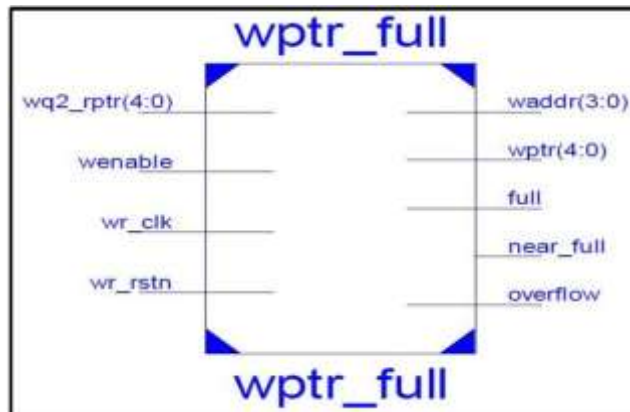 wptr_full
wq2_rptr(4:0)
wenable
wr_clk
wr_rstn
waddr(3:0)
wptr(4:0)
full
near_full
overflow
wptr_full